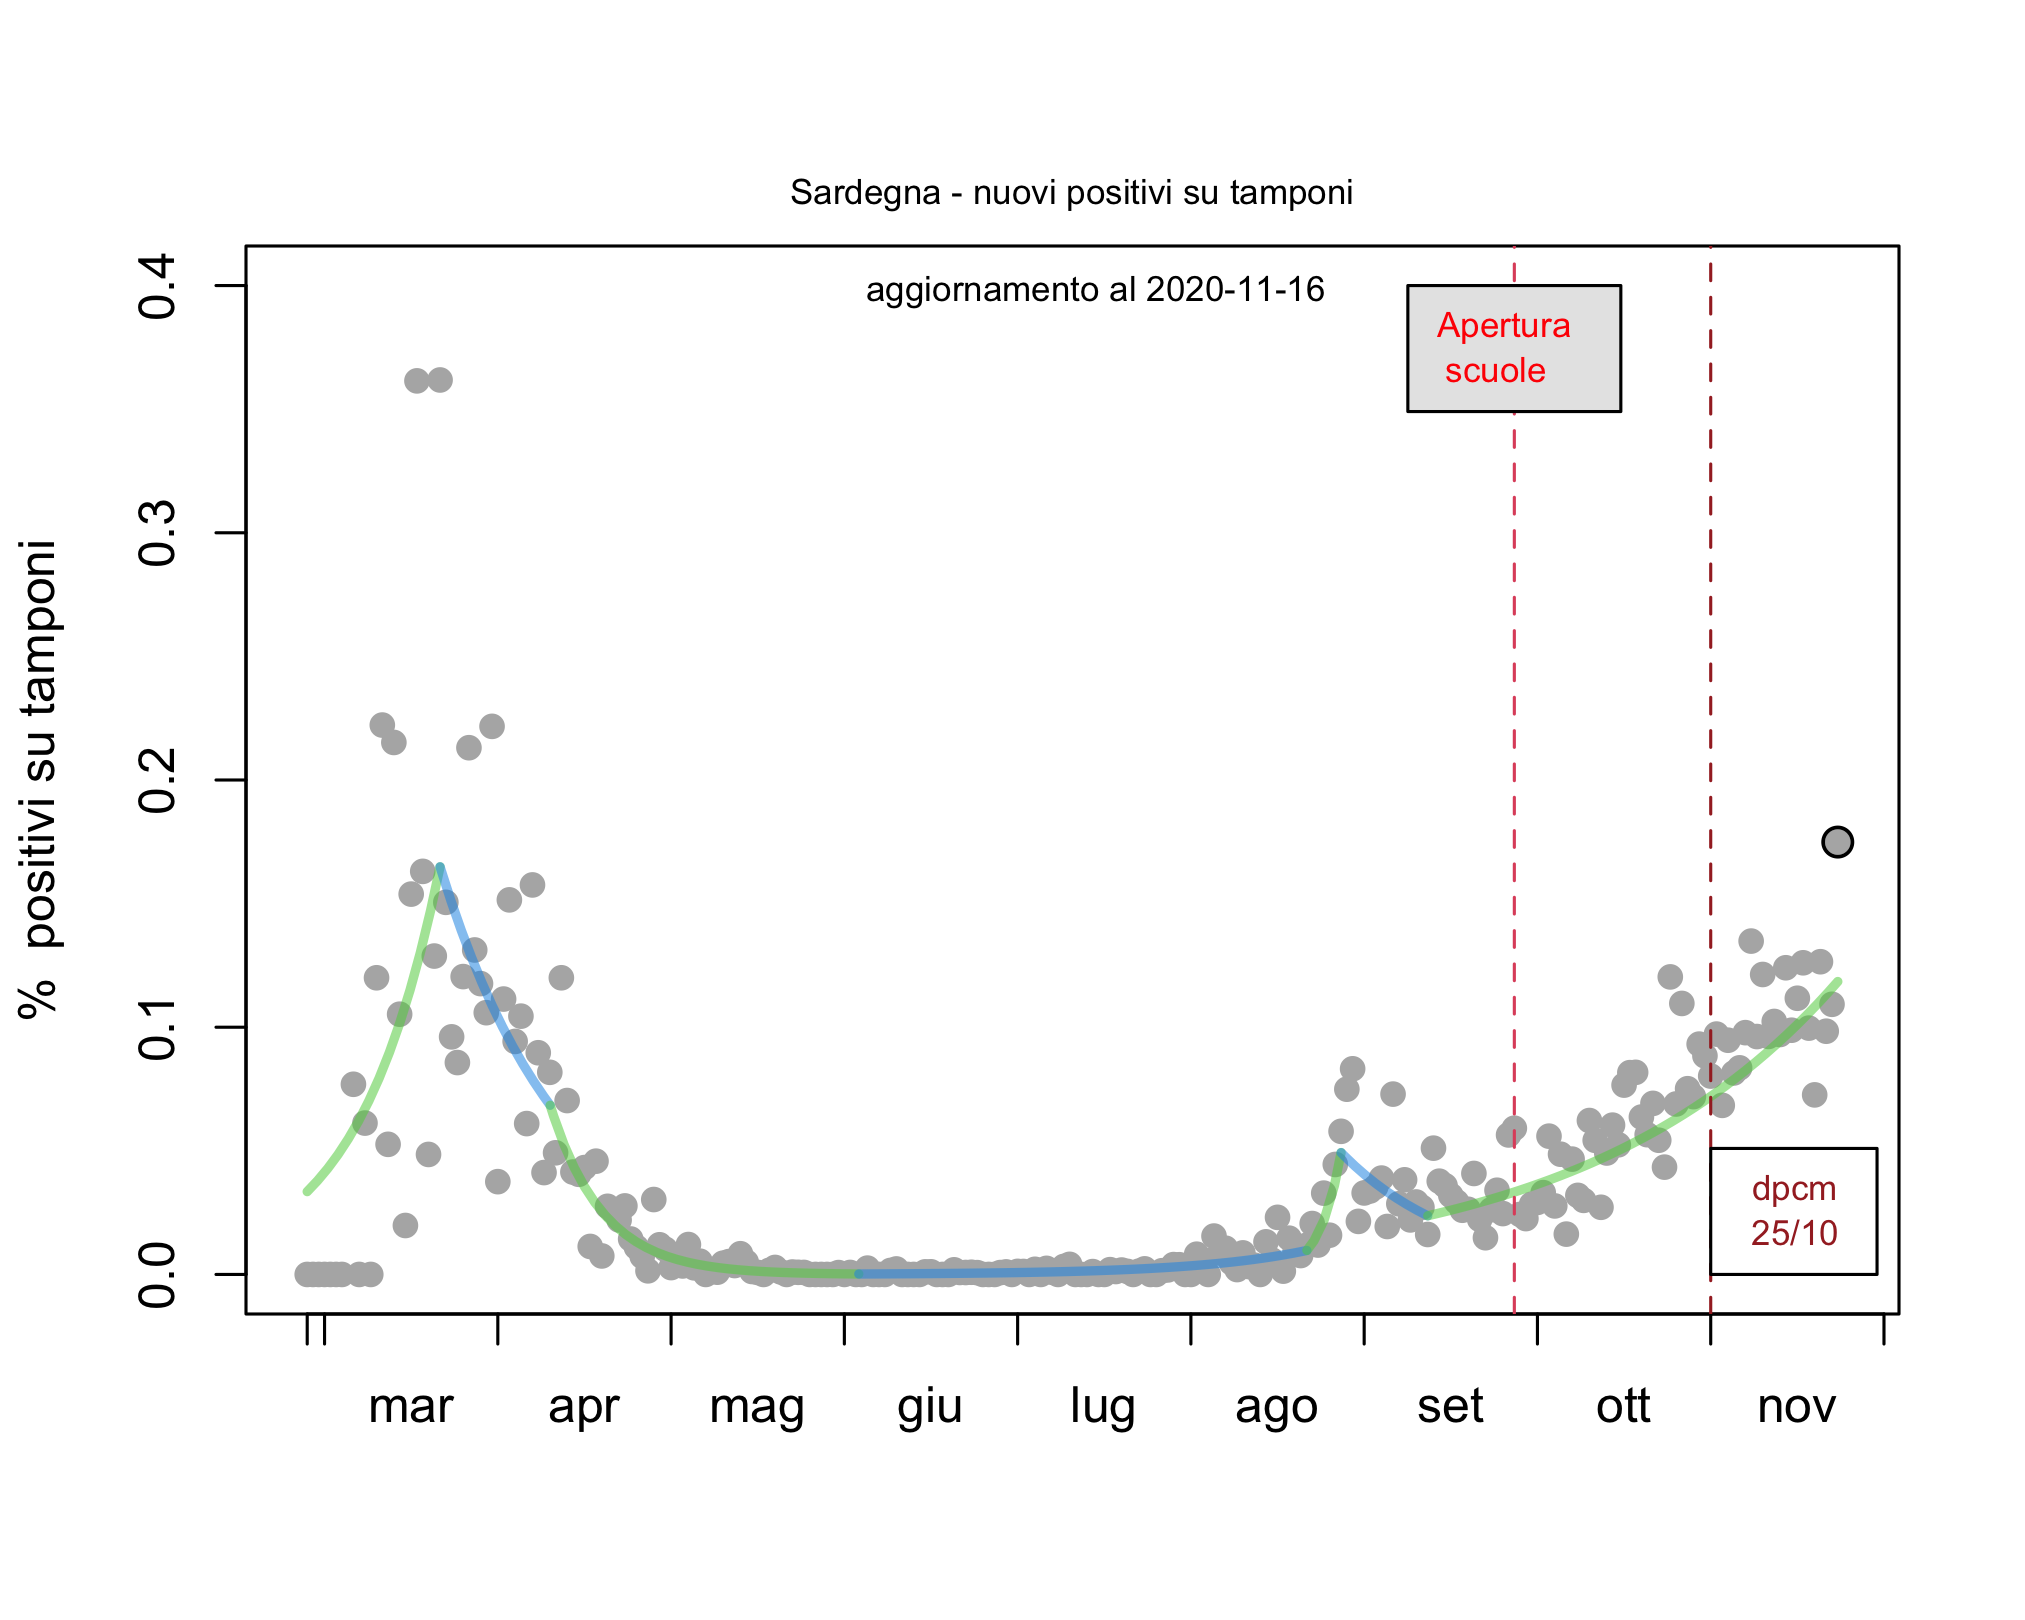 Sardegna - nuovi positivi su tamponi
aggiornamento al 2020-11-16
Apertura
scuole
dpcm
25/10
% positivi su tamponi
0.4
0.3
0.2
0.1
0.0
mar apr mag giu lug ago set ott nov